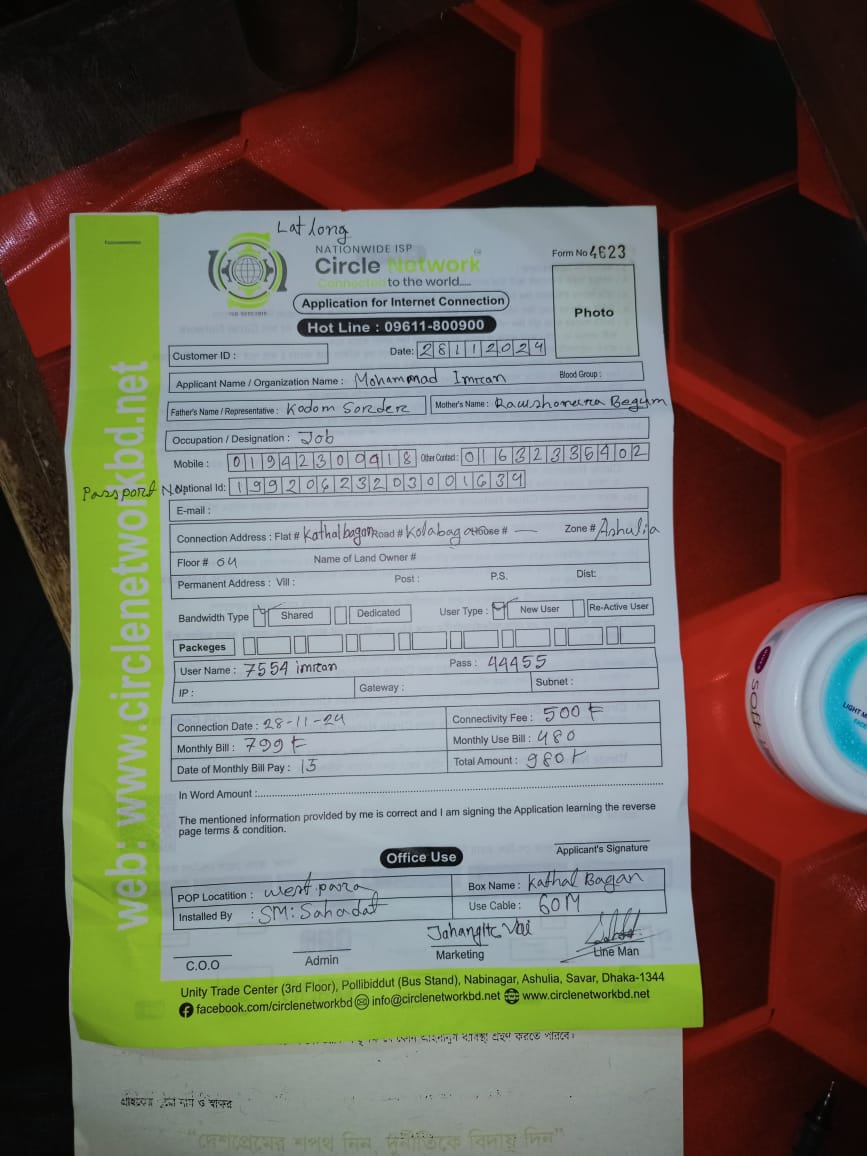 Lat long
NATIONWIDE ISP
Circle Network
Connected to the world....
Form No 4623
Application for Internet Connection
Photo
Hot Line : 09611-800900
Customer ID :
Date: 28112024
Applicant Name / Organization Name : Mohammad Imran
Blood Group :
Father's Name / Representative : Kodom Sorder
Mother's Name : Rawshonara Begum
Occupation / Designation : Job
Mobile : 01942309918 Other Contact : 01632335402
Passport No National Id: 19920623203001634
E-mail :
Connection Address : Flat # Kathalbagan Road # Kolabag House # — Zone # Ashulia
Floor # 04 Name of Land Owner #
Permanent Address : Vill : Post : P.S. Dist:
Bandwidth Type Shared Dedicated User Type : New User Re-Active User
Packeges
User Name : 7554 imran Pass : 44455
IP : Gateway : Subnet :
Connection Date : 28-11-24 Connectivity Fee : 500
Monthly Bill : 799 Monthly Use Bill : 480
Date of Monthly Bill Pay : 15 Total Amount : 980
In Word Amount :
The mentioned information provided by me is correct and I am signing the Application learning the reverse
page terms & condition.
Applicant's Signature
Office Use
POP Locatition : west para Box Name : Kathal Bagan
Installed By : SM: Sahadat Use Cable : 60M
Vai
C.O.O Admin Marketing Line Man
Unity Trade Center (3rd Floor), Pollibiddut (Bus Stand), Nabinagar, Ashulia, Savar, Dhaka-1344
facebook.com/circlenetworkbd info@circlenetworkbd.net www.circlenetworkbd.net
web: www.circlenetworkbd.net
"দেশপ্রেমের শপথ নিন, দুর্নীতিকে বিদায় দিন"